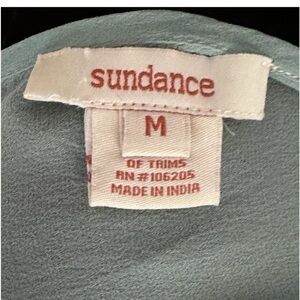 sundance
M
OF TRIMS
RN #106205
MADE IN INDIA